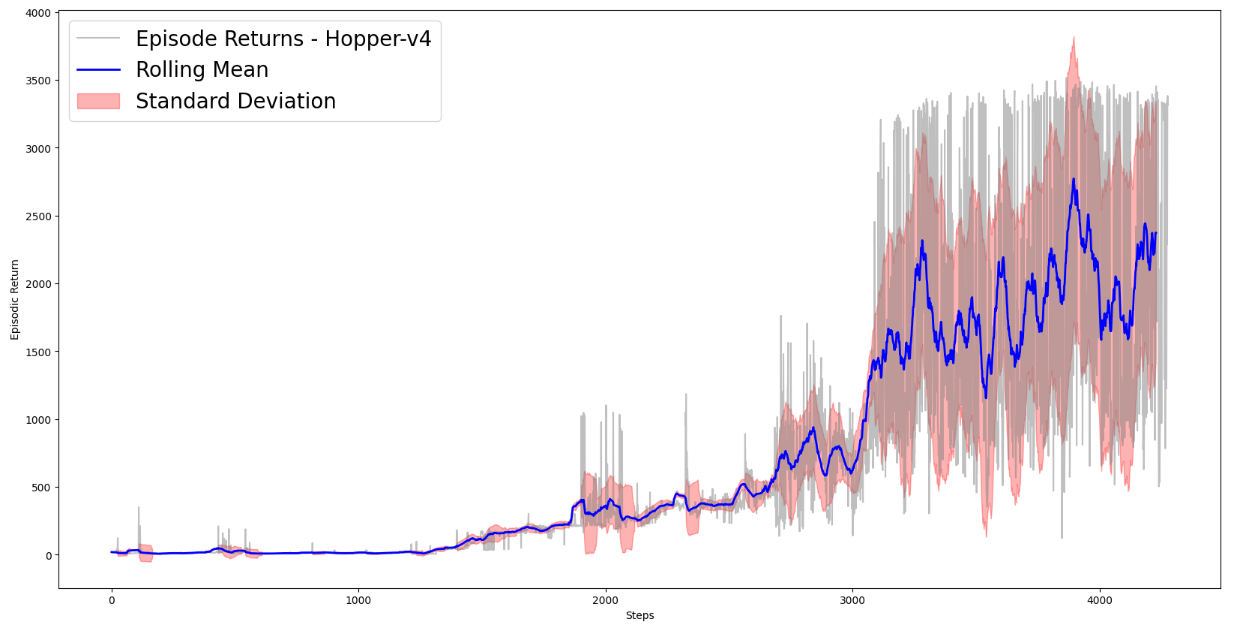 4000
3500
3000
2500
2000
1500
1000
500
0
Episodic Return
Episode Returns - Hopper-v4
Rolling Mean
Standard Deviation
0 1000 2000 3000 4000
Steps